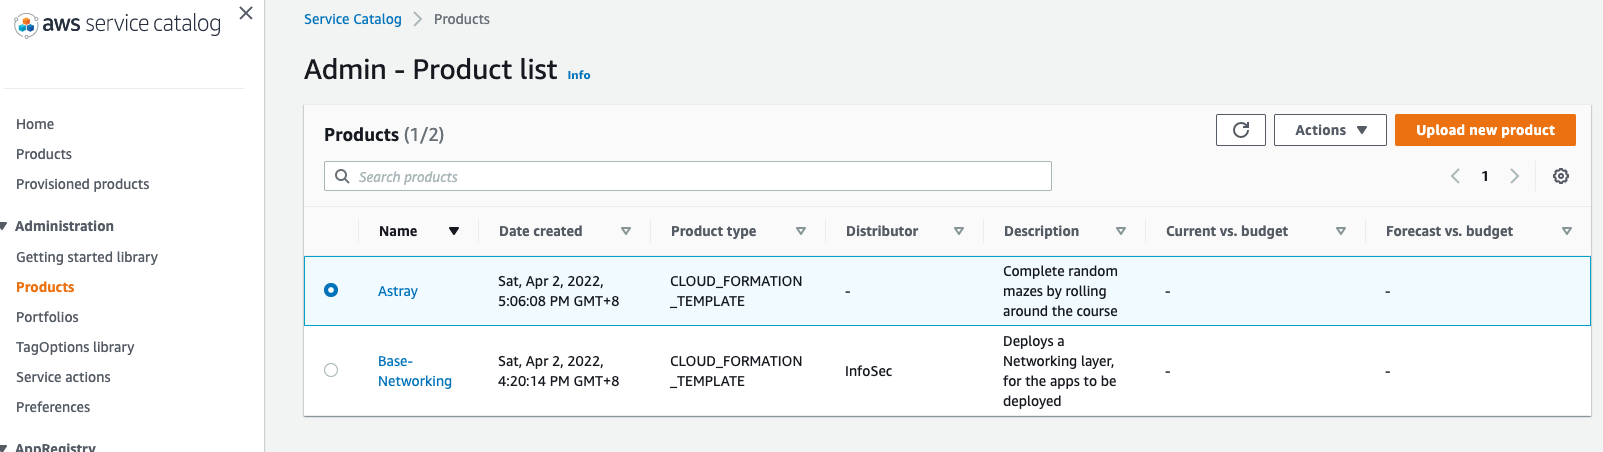 aws service catalog
Home
Products
Provisioned products
Administration
Getting started library
Products
Portfolios
TagOptions library
Service actions
Preferences
AppRegistry
Service Catalog > Products
Admin - Product list Info
Products (1/2)
Actions
Upload new product
Search products
1
Name Date created Product type Distributor Description Current vs. budget Forecast vs. budget
Astray
Sat, Apr 2, 2022,
5:06:08 PM GMT+8
CLOUD_FORMATION
_TEMPLATE
-
Complete random
mazes by rolling
around the course
-
-
Base-
Networking
Sat, Apr 2, 2022,
4:20:14 PM GMT+8
CLOUD_FORMATION
_TEMPLATE
InfoSec
Deploys a
Networking layer,
for the apps to be
deployed
-
-